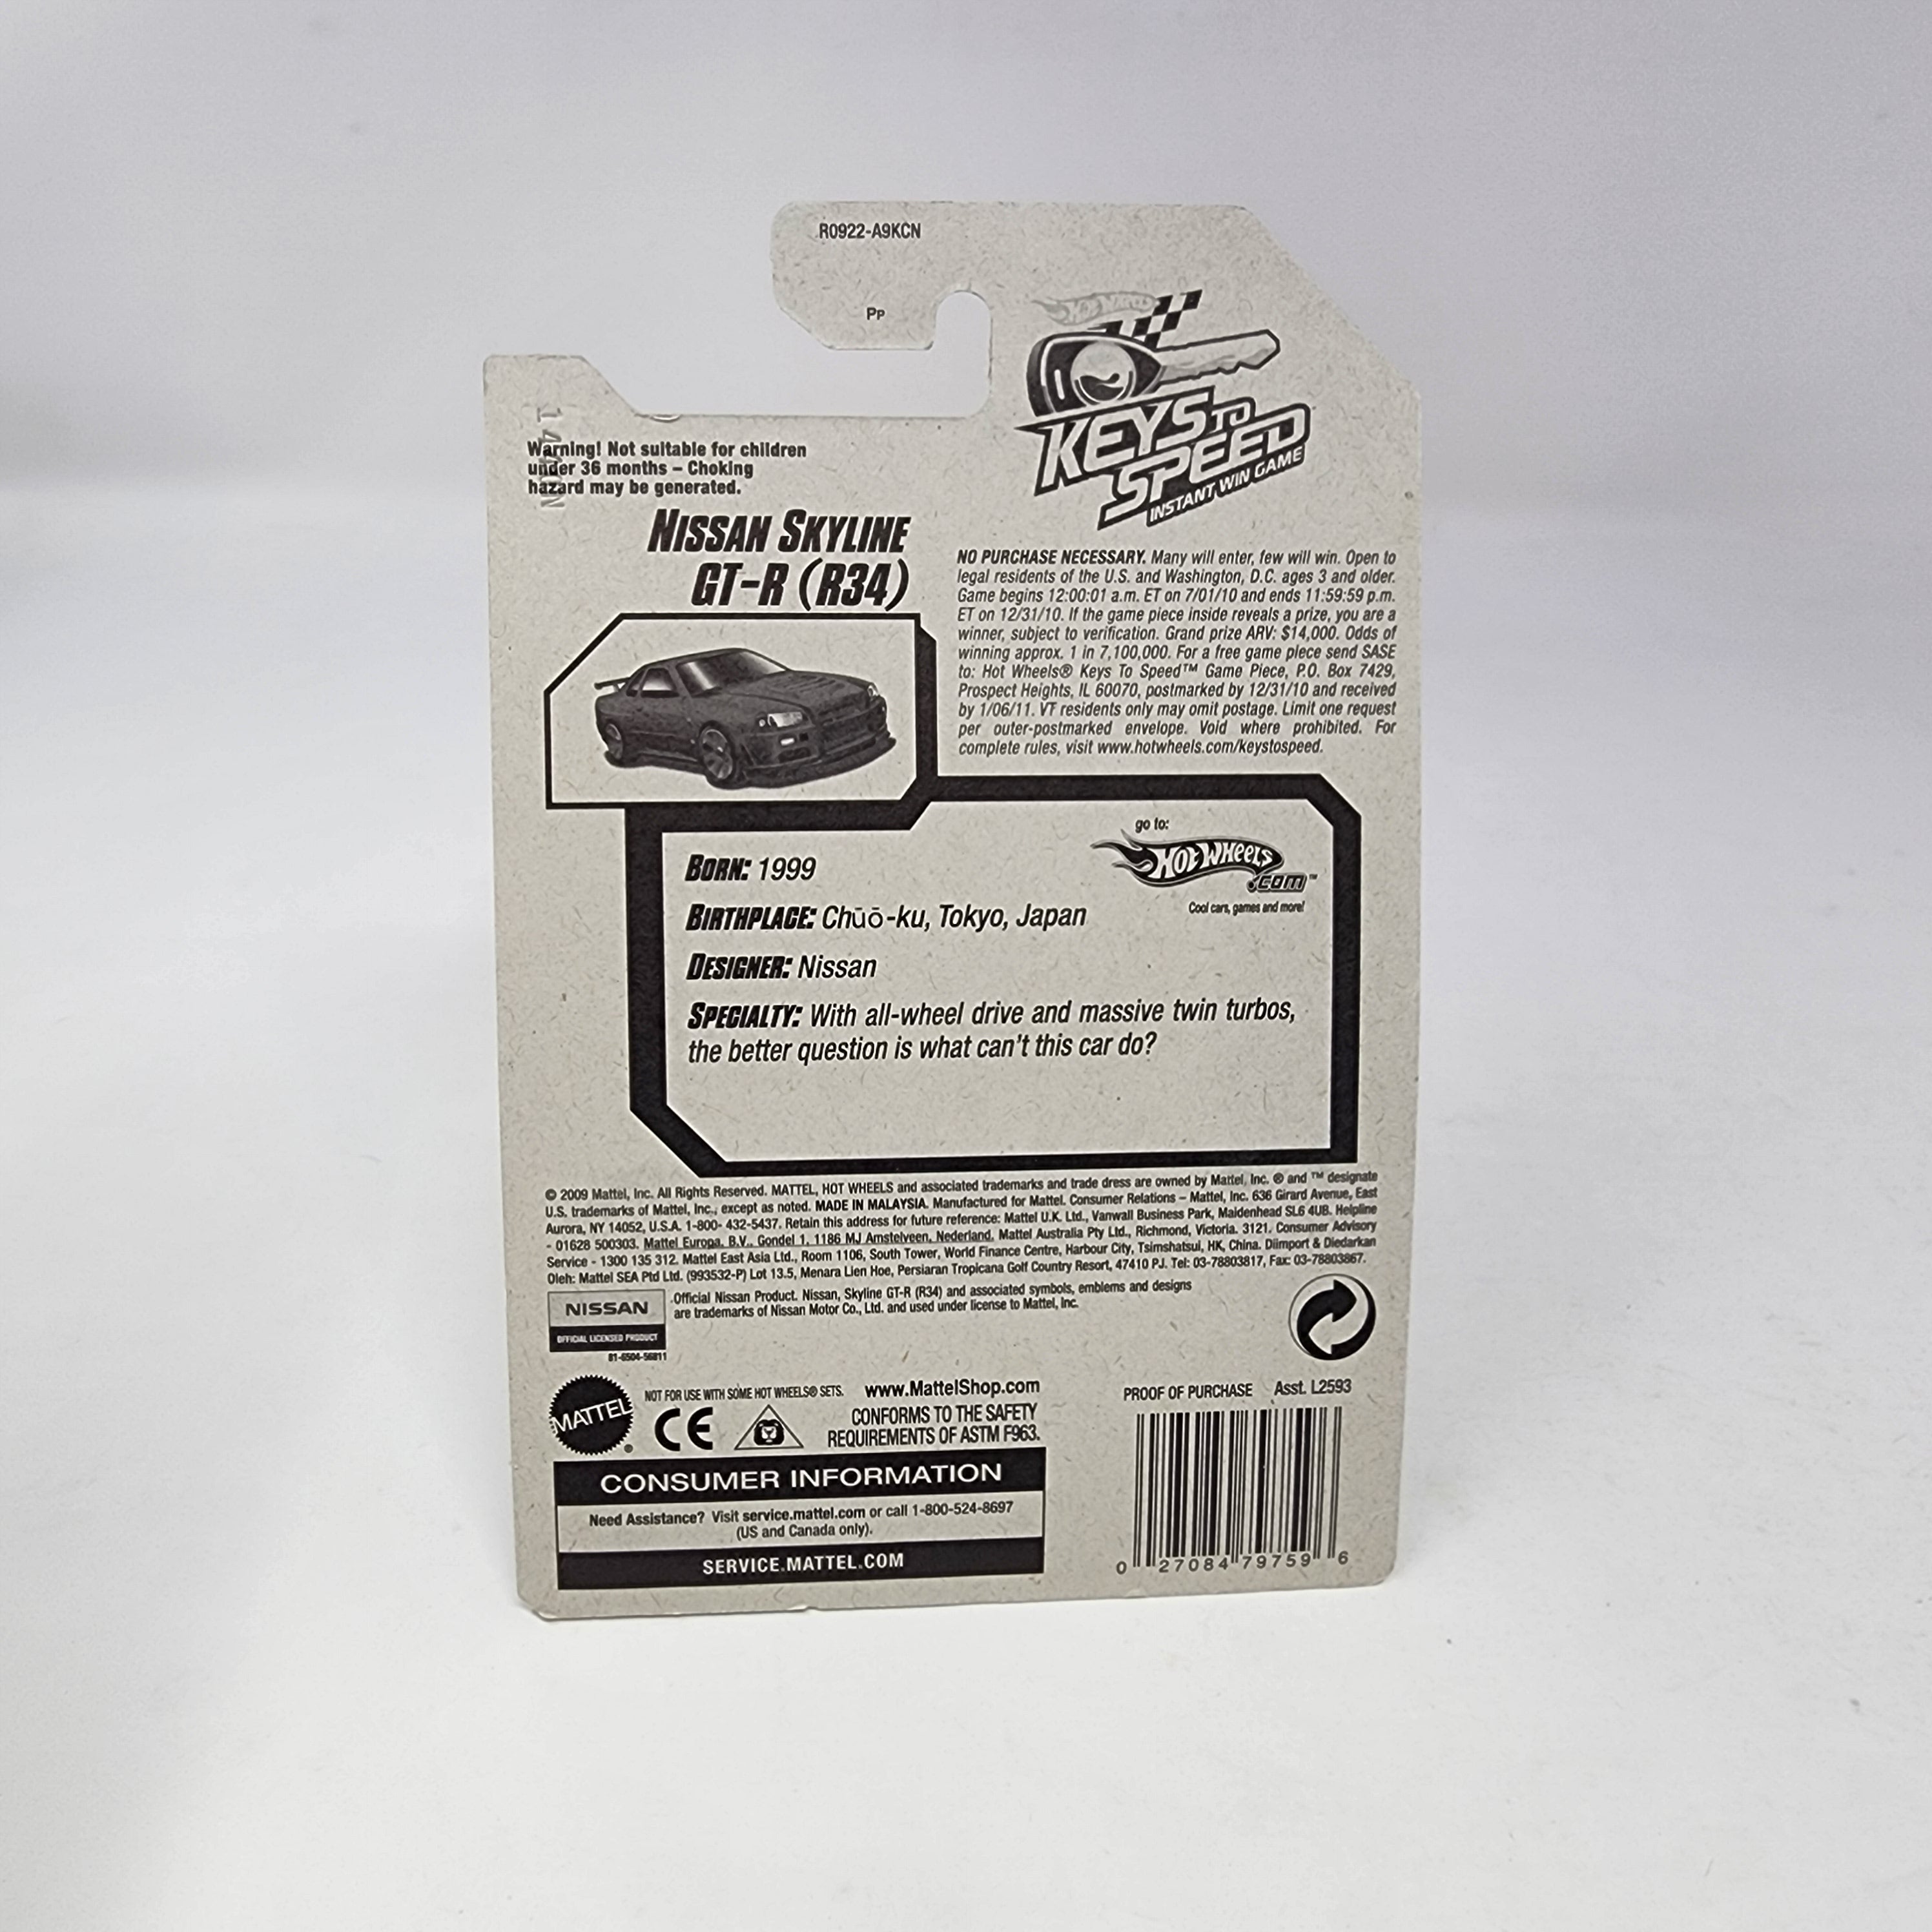 R0922-A9KCN
Pp
HOT WHEELS
KEYS TO
SPEED
INSTANT WIN GAME
Warning! Not suitable for children
under 36 months – Choking
hazard may be generated.
NISSAN SKYLINE
GT-R (R34)
NO PURCHASE NECESSARY. Many will enter, few will win. Open to
legal residents of the U.S. and Washington, D.C. ages 3 and older.
Game begins 12:00:01 a.m. ET on 7/01/10 and ends 11:59:59 p.m.
ET on 12/31/10. If the game piece inside reveals a prize, you are a
winner, subject to verification. Grand prize ARV: $14,000. Odds of
winning approx. 1 in 7,100,000. For a free game piece send SASE
to: Hot Wheels® Keys To Speed™ Game Piece, P.O. Box 7429,
Prospect Heights, IL 60070, postmarked by 12/31/10 and received
by 1/06/11. VT residents only may omit postage. Limit one request
per outer-postmarked envelope. Void where prohibited. For
complete rules, visit www.hotwheels.com/keystospeed.
go to:
HOT WHEELS
.COM™
Cool cars, games and more!
BORN: 1999
BIRTHPLACE: Chūō-ku, Tokyo, Japan
DESIGNER: Nissan
SPECIALTY: With all-wheel drive and massive twin turbos,
the better question is what can't this car do?
© 2009 Mattel, Inc. All Rights Reserved. MATTEL, HOT WHEELS and associated trademarks and trade dress are owned by Mattel, Inc. ® and ™ designate
U.S. trademarks of Mattel, Inc., except as noted. MADE IN MALAYSIA. Manufactured for Mattel. Consumer Relations – Mattel, Inc. 636 Girard Avenue, East
Aurora, NY 14052, U.S.A. 1-800- 432-5437. Retain this address for future reference: Mattel U.K. Ltd., Vanwall Business Park, Maidenhead SL6 4UB. Helpline
- 01628 500303. Mattel Europa, B.V., Gondel 1, 1186 MJ Amstelveen, Nederland. Mattel Australia Pty Ltd., Richmond, Victoria. 3121. Consumer Advisory
Service - 1300 135 312. Mattel East Asia Ltd., Room 1106, South Tower, World Finance Centre, Harbour City, Tsimshatsui, HK, China. Diimport & Diedarkan
Oleh: Mattel SEA Ptd Ltd. (993532-P) Lot 13.5, Menara Lien Hoe, Persiaran Tropicana Golf Country Resort, 47410 PJ. Tel: 03-78803817, Fax: 03-78803867.
NISSAN
OFFICIAL LICENSED PRODUCT
81-6504-56811
Official Nissan Product. Nissan, Skyline GT-R (R34) and associated symbols, emblems and designs
are trademarks of Nissan Motor Co., Ltd. and used under license to Mattel, Inc.
MATTEL®
NOT FOR USE WITH SOME HOT WHEELS® SETS.
www.MattelShop.com
CE
CONFORMS TO THE SAFETY
REQUIREMENTS OF ASTM F963.
PROOF OF PURCHASE Asst. L2593
CONSUMER INFORMATION
Need Assistance? Visit service.mattel.com or call 1-800-524-8697
(US and Canada only).
SERVICE.MATTEL.COM
0 27084 79759 6